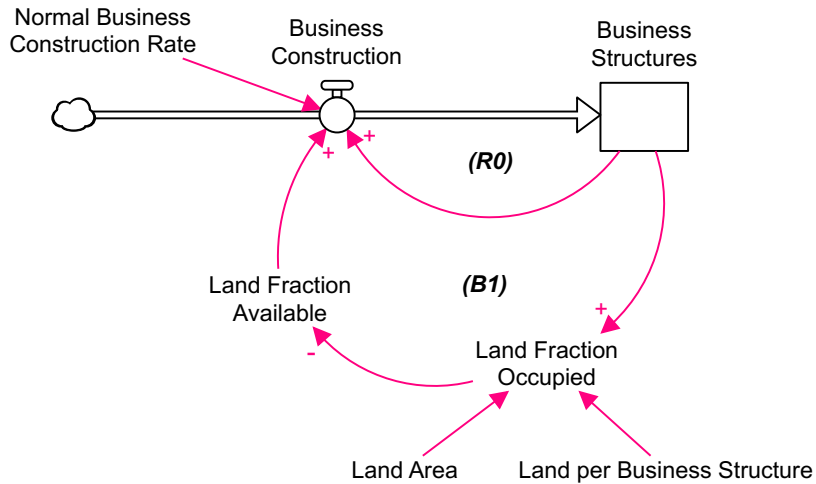 Normal Business
Construction Rate
Business
Construction
Business
Structures
+
+
(R0)
Land Fraction
Available
(B1)
+
-
Land Fraction
Occupied
Land Area
Land per Business Structure